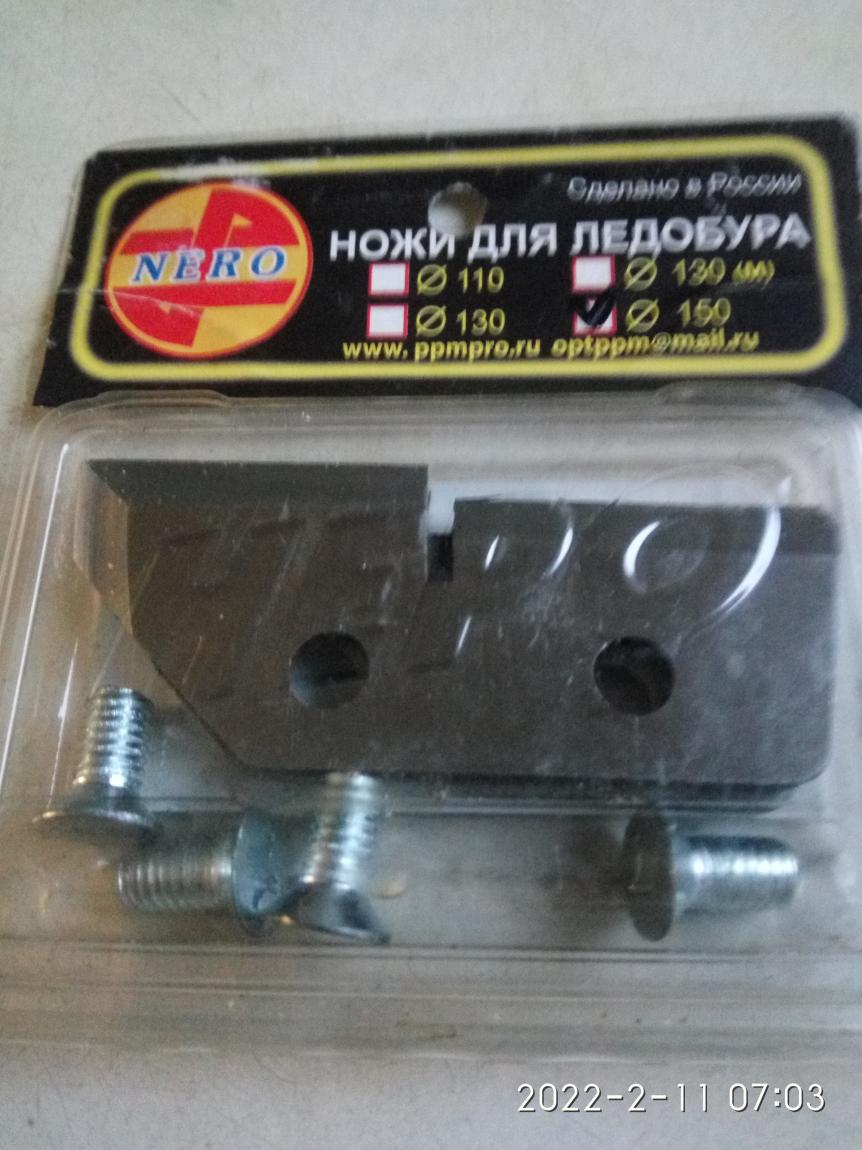 Сделано в России
NERO
НОЖИ ДЛЯ ЛЕДОБУРА
Ø 110 Ø 130 (М)
Ø 130 Ø 150
www.ppmpro.ru optppm@mail.ru
2022-2-11 07:03